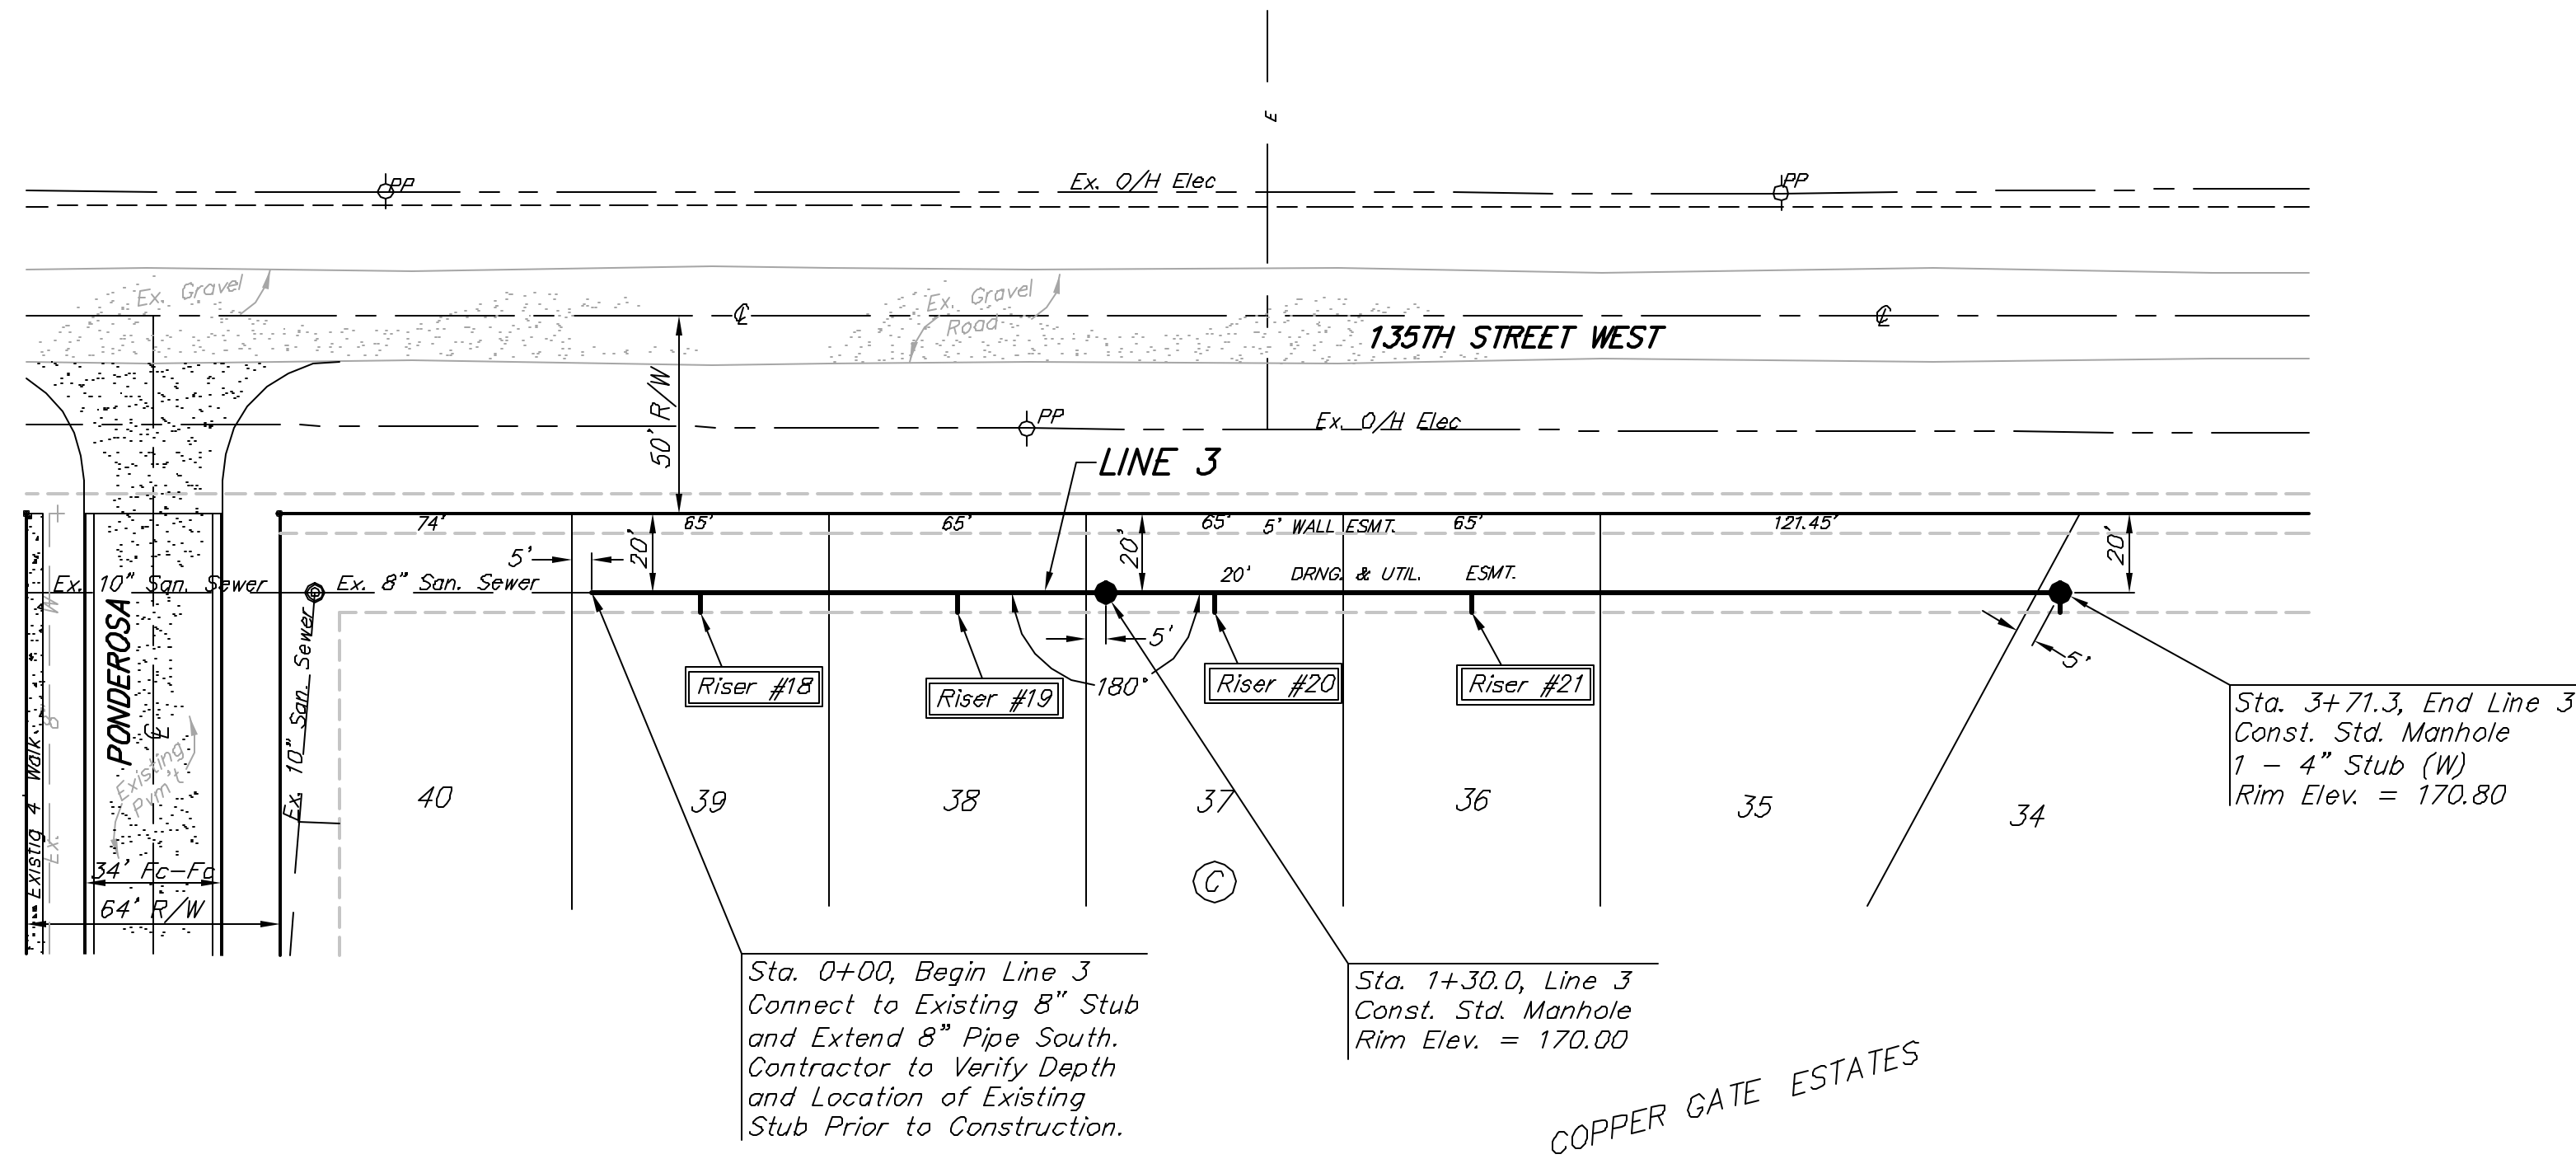 E
PP
Ex. O/H Elec
PP
Ex. Gravel
Ex. Gravel
Road
℄
℄
135TH STREET WEST
50' R/W
PP
Ex. O/H Elec
LINE 3
74'
65'
65'
65'
5' WALL ESMT.
65'
121.45'
5'
20'
20'
20'
Ex. 10" San. Sewer
Ex. 8" San. Sewer
20' DRNG. & UTIL. ESMT.
5'
5'
180°
Riser #18
Riser #19
Riser #20
Riser #21
PONDEROSA
℄
Ex. 10" San. Sewer
Existing
Pvm't
Existig 4' Walk
Ex. 8" W
34' Fc-Fc
64' R/W
40
39
38
37
36
35
34
C
Sta. 3+71.3, End Line 3
Const. Std. Manhole
1 - 4" Stub (W)
Rim Elev. = 170.80
Sta. 0+00, Begin Line 3
Connect to Existing 8" Stub
and Extend 8" Pipe South.
Contractor to Verify Depth
and Location of Existing
Stub Prior to Construction.
Sta. 1+30.0, Line 3
Const. Std. Manhole
Rim Elev. = 170.00
COPPER GATE ESTATES